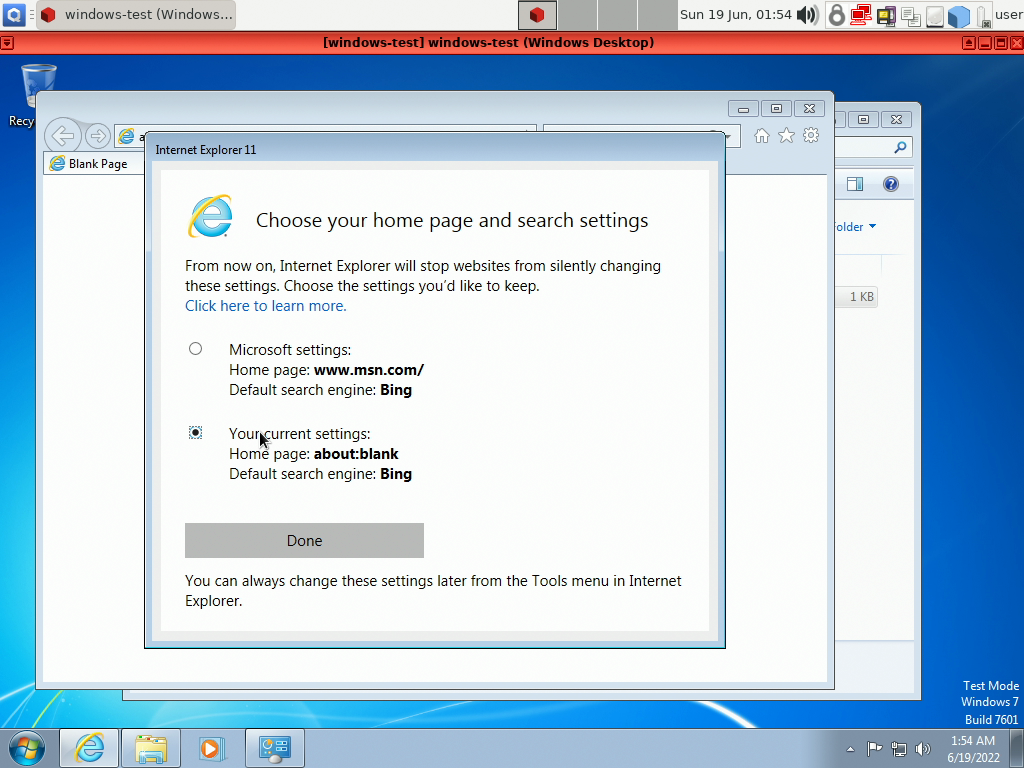 windows-test (Windows...
Sun 19 Jun, 01:54
user
[windows-test] windows-test (Windows Desktop)
Blank Page
Internet Explorer 11
Choose your home page and search settings
From now on, Internet Explorer will stop websites from silently changing
these settings. Choose the settings you'd like to keep.
Click here to learn more.
Microsoft settings:
Home page: www.msn.com/
Default search engine: Bing
Your current settings:
Home page: about:blank
Default search engine: Bing
Done
You can always change these settings later from the Tools menu in Internet
Explorer.
1 KB
Test Mode
Windows 7
Build 7601
1:54 AM
6/19/2022